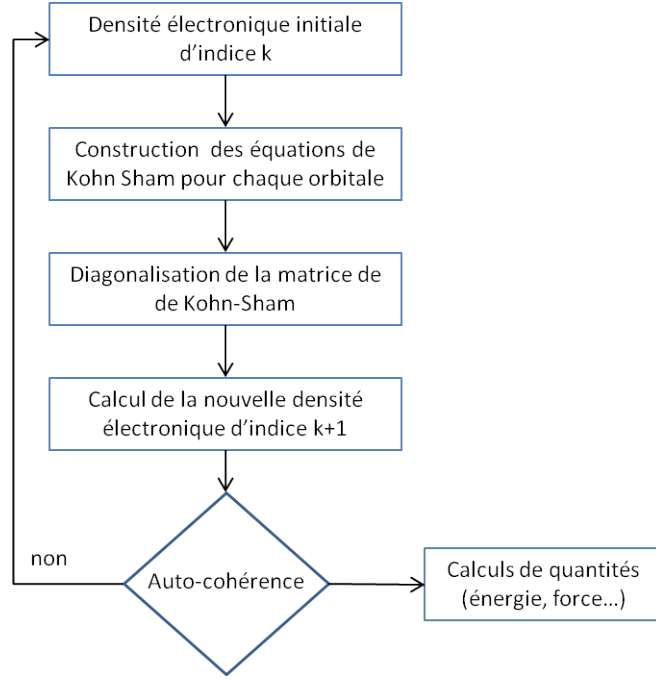 Densité électronique initiale
d’indice k
Construction des équations de
Kohn Sham pour chaque orbitale
Diagonalisation de la matrice de
de Kohn-Sham
Calcul de la nouvelle densité
électronique d’indice k+1
non
Auto-cohérence
Calculs de quantités
(énergie, force...)